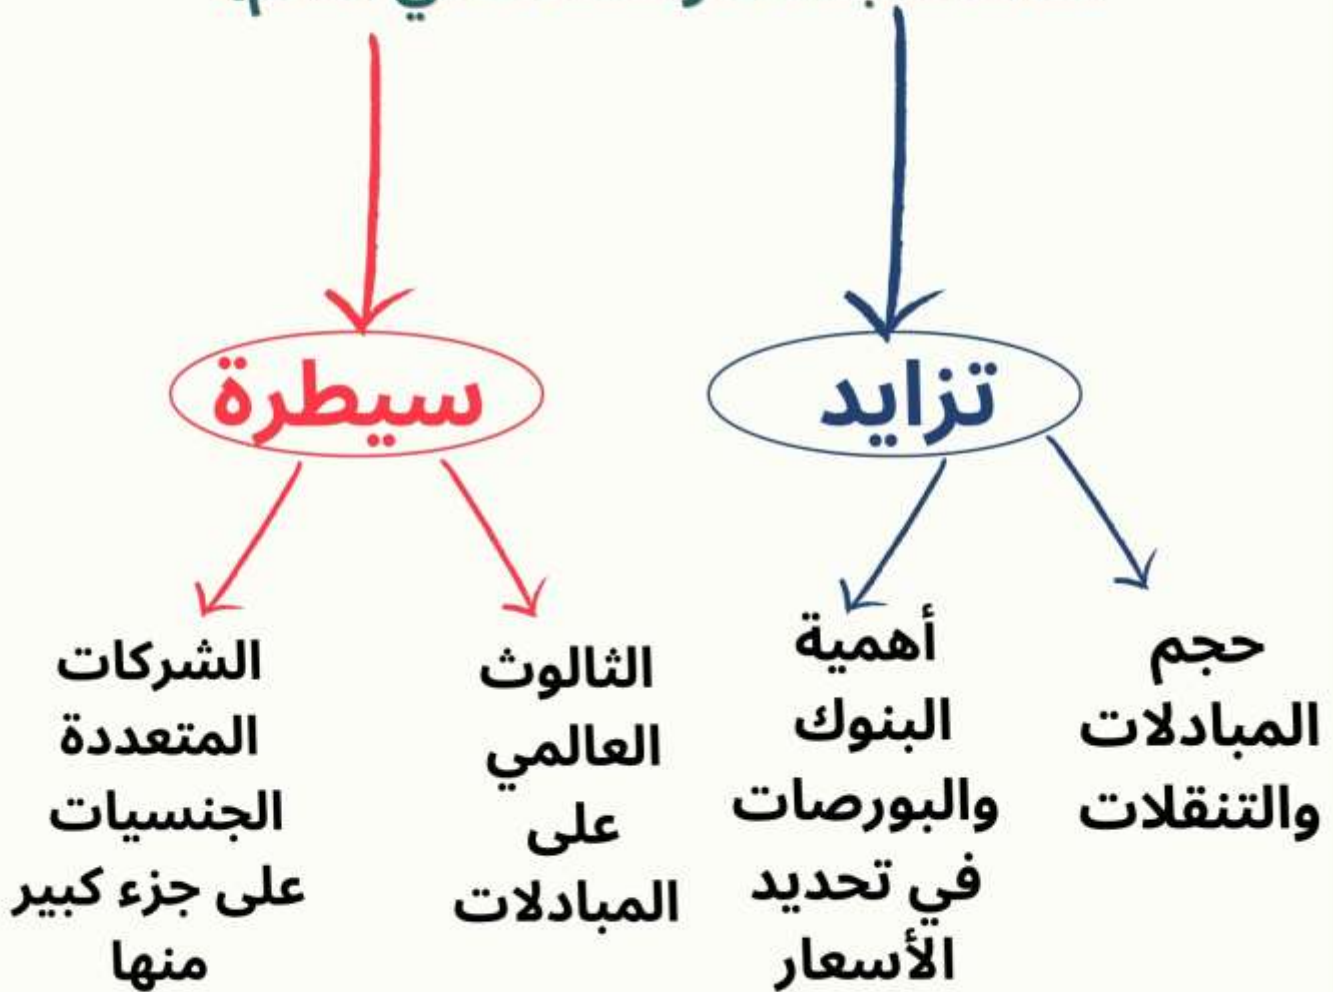 تزايد
سيطرة
حجم
المبادلات
والتنقلات
أهمية
البنوك
والبورصات
في تحديد
الأسعار
الثالوث
العالمي
على
المبادلات
الشركات
المتعددة
الجنسيات
على جزء كبير
منها